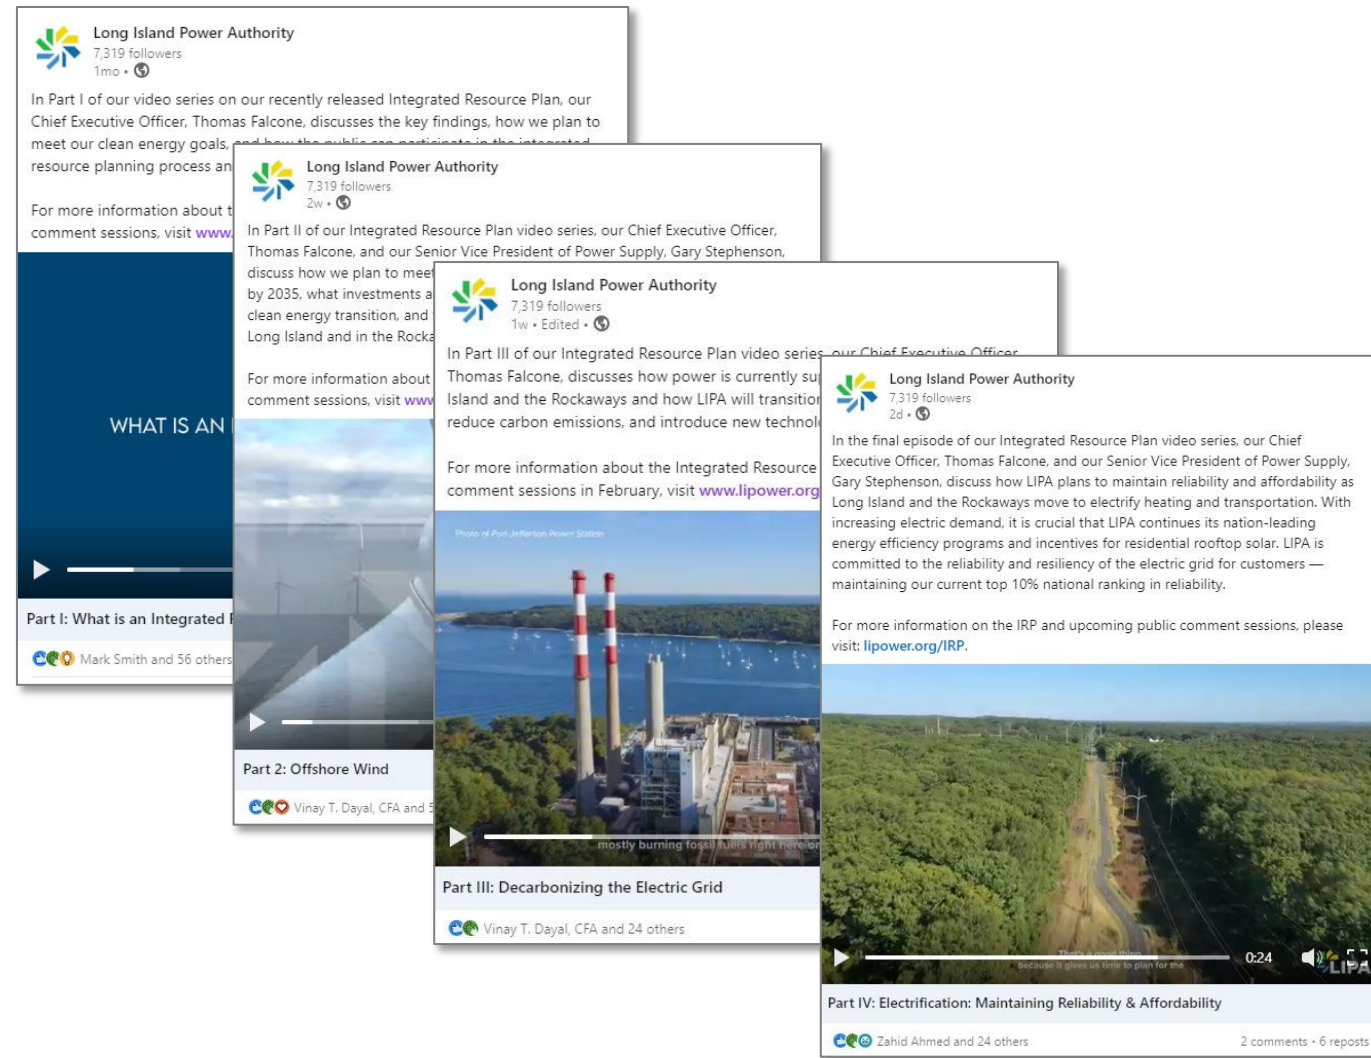 Long Island Power Authority
7,319 followers
1mo •
In Part I of our video series on our recently released Integrated Resource Plan, our
Chief Executive Officer, Thomas Falcone, discusses the key findings, how we plan to
meet our clean energy goals, and how the public can participate in the integrated
resource planning process an
For more information about t
comment sessions, visit www.
WHAT IS AN
Part I: What is an Integrated
Mark Smith and 56 others
Long Island Power Authority
7,319 followers
2w •
In Part II of our Integrated Resource Plan video series, our Chief Executive Officer,
Thomas Falcone, and our Senior Vice President of Power Supply, Gary Stephenson,
discuss how we plan to meet
by 2035, what investments a
clean energy transition, and
Long Island and in the Rocka
For more information about
comment sessions, visit www
Part 2: Offshore Wind
Vinay T. Dayal, CFA and 5
Long Island Power Authority
7,319 followers
1w • Edited •
In Part III of our Integrated Resource Plan video series, our Chief Executive Officer
Thomas Falcone, discusses how power is currently sup
Island and the Rockaways and how LIPA will transition
reduce carbon emissions, and introduce new technol
For more information about the Integrated Resource
comment sessions in February, visit www.lipower.org
Photo of Port Jefferson Power Station
mostly burning fossil fuels right here on
Part III: Decarbonizing the Electric Grid
Vinay T. Dayal, CFA and 24 others
Long Island Power Authority
7,319 followers
2d •
In the final episode of our Integrated Resource Plan video series, our Chief
Executive Officer, Thomas Falcone, and our Senior Vice President of Power Supply,
Gary Stephenson, discuss how LIPA plans to maintain reliability and affordability as
Long Island and the Rockaways move to electrify heating and transportation. With
increasing electric demand, it is crucial that LIPA continues its nation-leading
energy efficiency programs and incentives for residential rooftop solar. LIPA is
committed to the reliability and resiliency of the electric grid for customers —
maintaining our current top 10% national ranking in reliability.
For more information on the IRP and upcoming public comment sessions, please
visit: lipower.org/IRP.
That's a good thing
because it gives us time to plan for the
0:24
LIPA
Part IV: Electrification: Maintaining Reliability & Affordability
Zahid Ahmed and 24 others
2 comments • 6 reposts